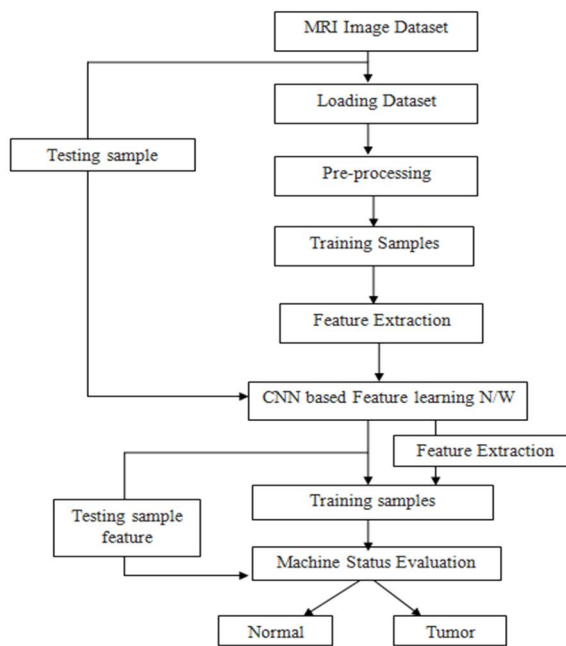 MRI Image Dataset
Loading Dataset
Testing sample
Pre-processing
Training Samples
Feature Extraction
CNN based Feature learning N/W
Feature Extraction
Training samples
Testing sample
feature
Machine Status Evaluation
Normal
Tumor